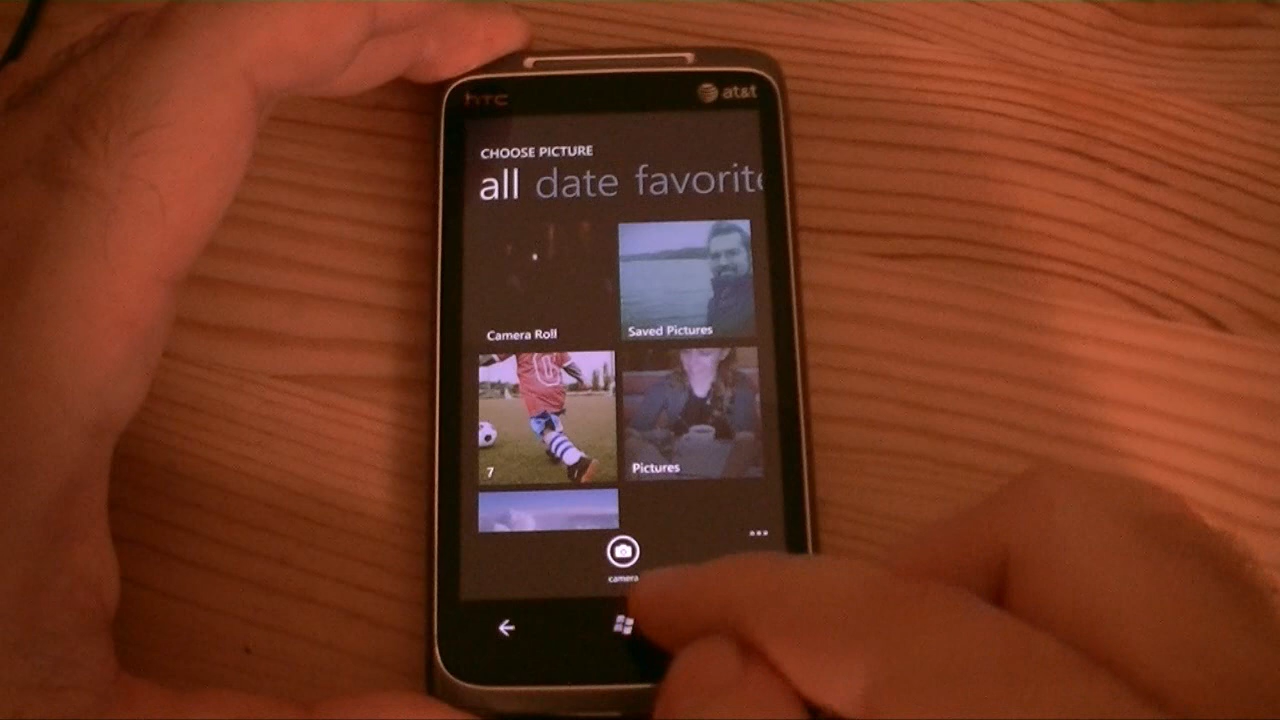 htc
at&t
CHOOSE PICTURE
all date favorite
Camera Roll
Saved Pictures
7
Pictures
camera